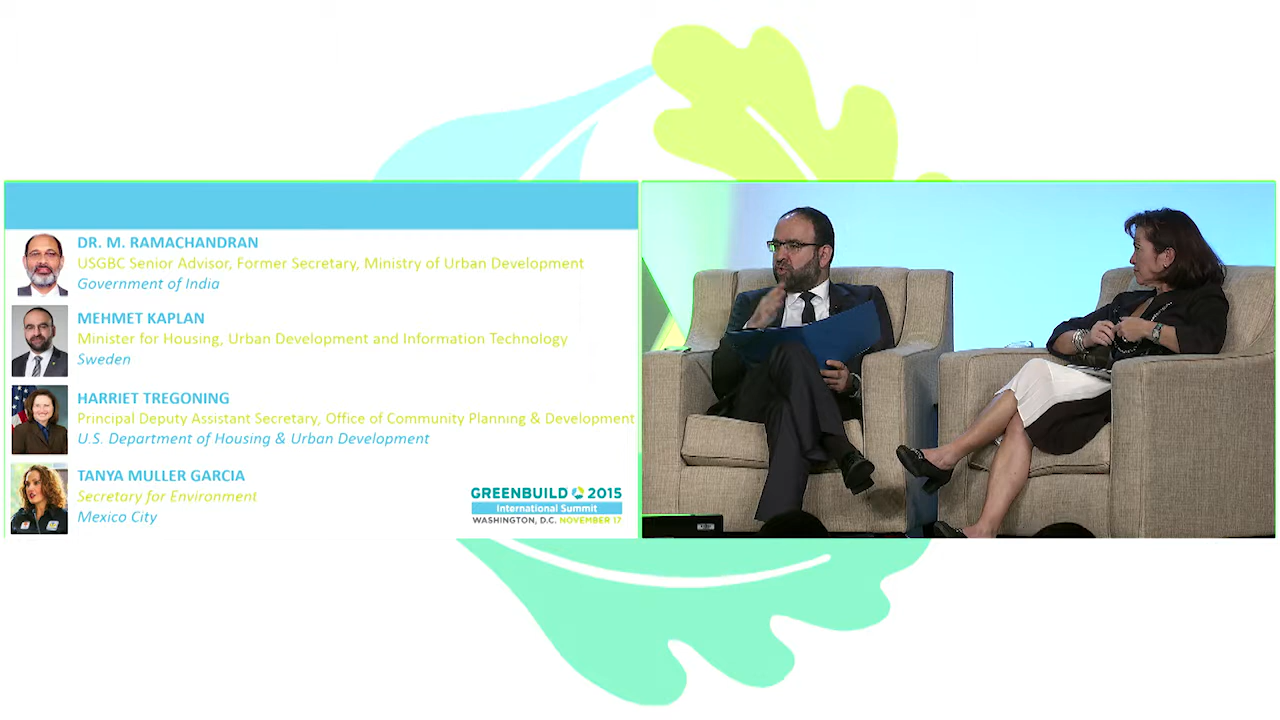 DR. M. RAMACHANDRAN
USGBC Senior Advisor, Former Secretary, Ministry of Urban Development
Government of India
MEHMET KAPLAN
Minister for Housing, Urban Development and Information Technology
Sweden
HARRIET TREGONING
Principal Deputy Assistant Secretary, Office of Community Planning & Development
U.S. Department of Housing & Urban Development
TANYA MULLER GARCIA
Secretary for Environment
Mexico City
GREENBUILD 2015
International Summit
WASHINGTON, D.C. NOVEMBER 17